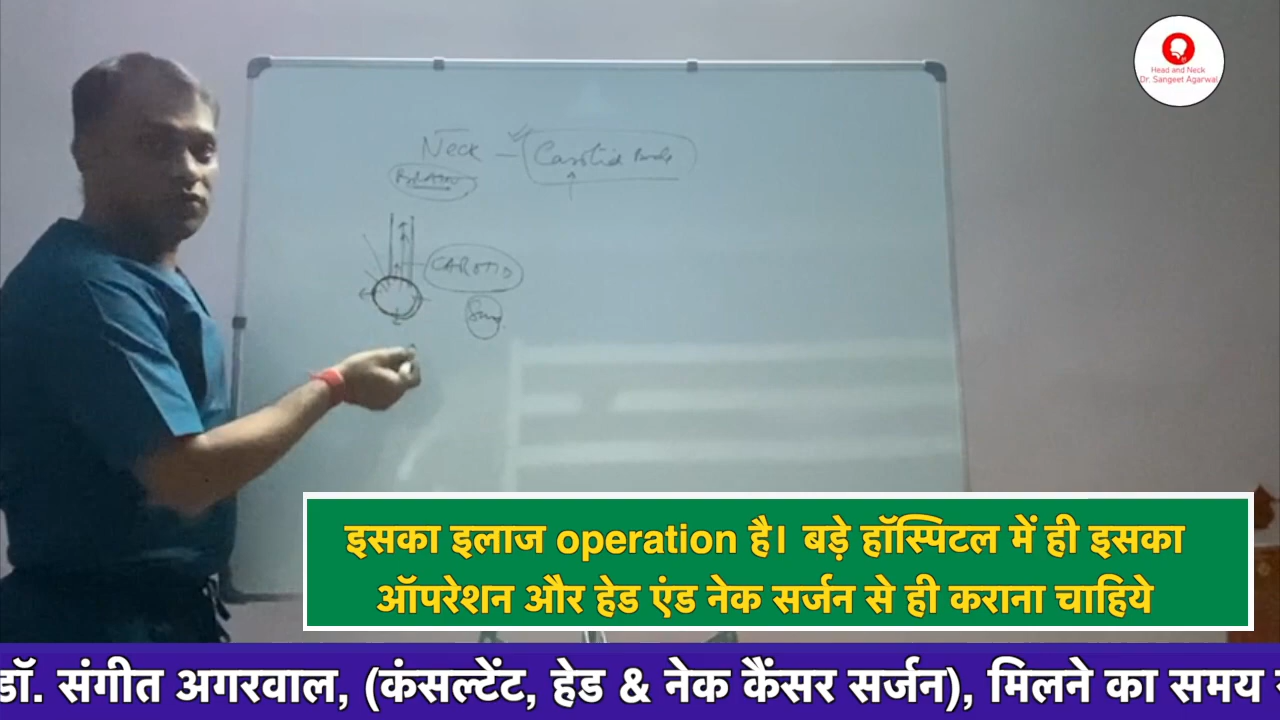 Head and Neck
Dr. Sangeet Agarwal
Neck - Carotid Body
CAROTID
इसका इलाज operation है। बड़े हॉस्पिटल में ही इसका
ऑपरेशन और हेड एंड नेक सर्जन से ही कराना चाहिये
डॉ. संगीत अगरवाल, (कंसल्टेंट, हेड & नेक कैंसर सर्जन), मिलने का समय